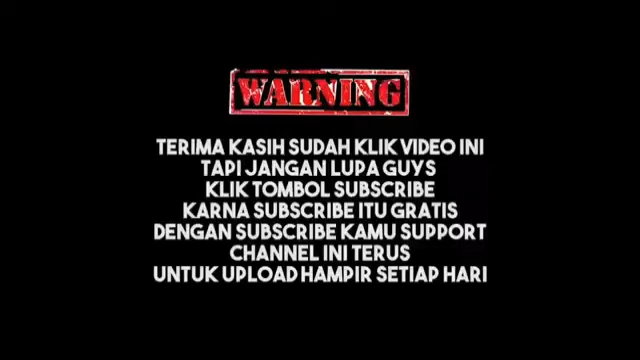 WARNING
TERIMA KASIH SUDAH KLIK VIDEO INI
TAPI JANGAN LUPA GUYS
KLIK TOMBOL SUBSCRIBE
KARNA SUBSCRIBE ITU GRATIS
DENGAN SUBSCRIBE KAMU SUPPORT
CHANNEL INI TERUS
UNTUK UPLOAD HAMPIR SETIAP HARI